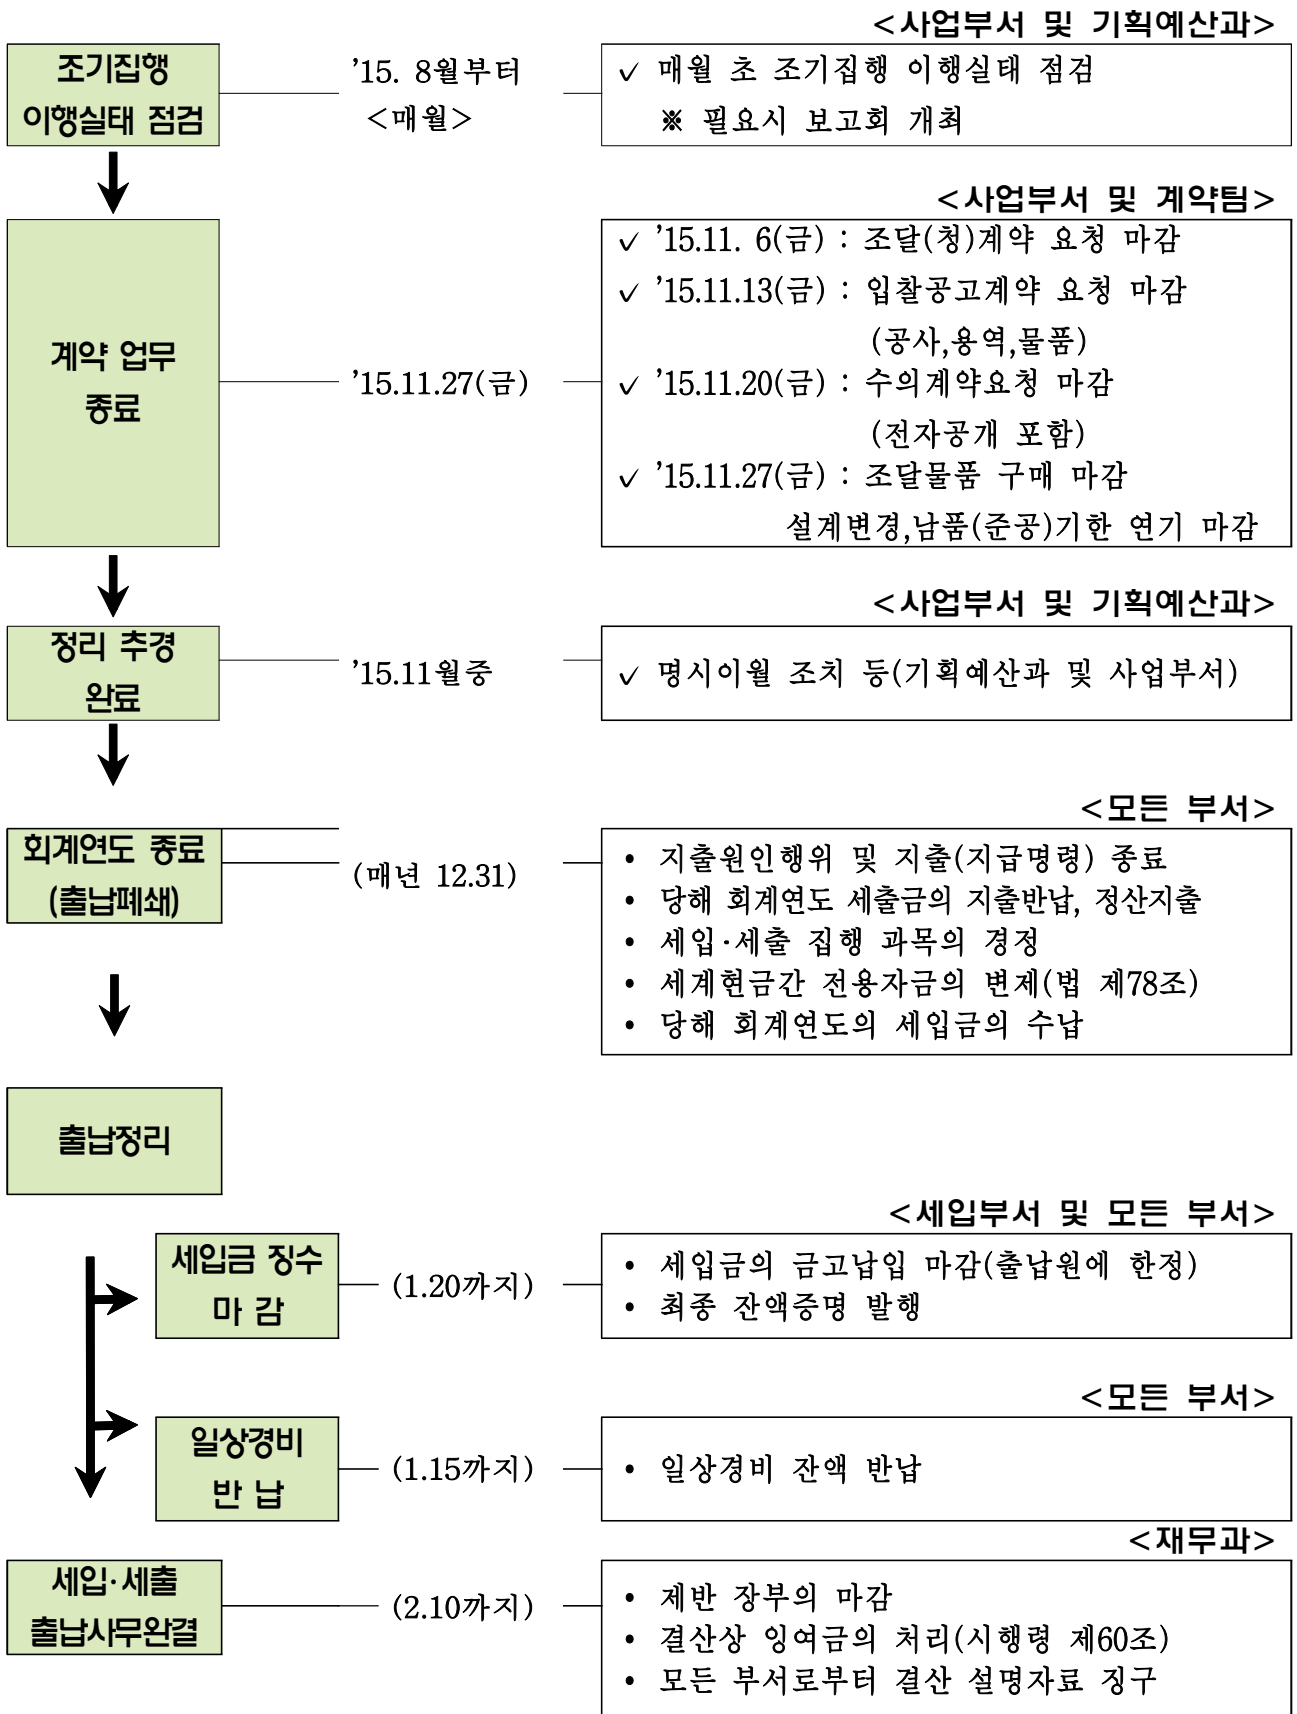 <사업부서 및 기획예산과>
조기집행
이행실태 점검
’15. 8월부터
<매월>
✓ 매월 초 조기집행 이행실태 점검
※ 필요시 보고회 개최
<사업부서 및 계약팀>
계약 업무
종료
’15.11.27(금)
✓ ’15.11. 6(금) : 조달(청)계약 요청 마감
✓ ’15.11.13(금) : 입찰공고계약 요청 마감
(공사,용역,물품)
✓ ’15.11.20(금) : 수의계약요청 마감
(전자공개 포함)
✓ ’15.11.27(금) : 조달물품 구매 마감
설계변경,납품(준공)기한 연기 마감
<사업부서 및 기획예산과>
정리 추경
완료
’15.11월중
✓ 명시이월 조치 등(기획예산과 및 사업부서)
<모든 부서>
회계연도 종료
(출납폐쇄)
(매년 12.31)
• 지출원인행위 및 지출(지급명령) 종료
• 당해 회계연도 세출금의 지출반납, 정산지출
• 세입·세출 집행 과목의 경정
• 세계현금간 전용자금의 변제(법 제78조)
• 당해 회계연도의 세입금의 수납
출납정리
<세입부서 및 모든 부서>
세입금 징수
마 감
(1.20까지)
• 세입금의 금고납입 마감(출납원에 한정)
• 최종 잔액증명 발행
<모든 부서>
일상경비
반 납
(1.15까지)
• 일상경비 잔액 반납
<재무과>
세입·세출
출납사무완결
(2.10까지)
• 제반 장부의 마감
• 결산상 잉여금의 처리(시행령 제60조)
• 모든 부서로부터 결산 설명자료 징구